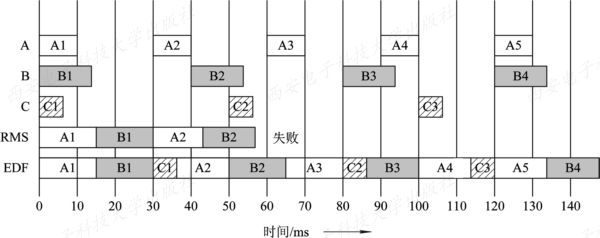 A A1 A2 A3 A4 A5
B B1 B2 B3 B4
C C1 C2 C3
RMS A1 B1 A2 B2 失败
EDF A1 B1 C1 A2 B2 A3 C2 B3 A4 C3 A5 B4
0 10 20 30 40 50 60 70 80 90 100 110 120 130 140
时间/ms